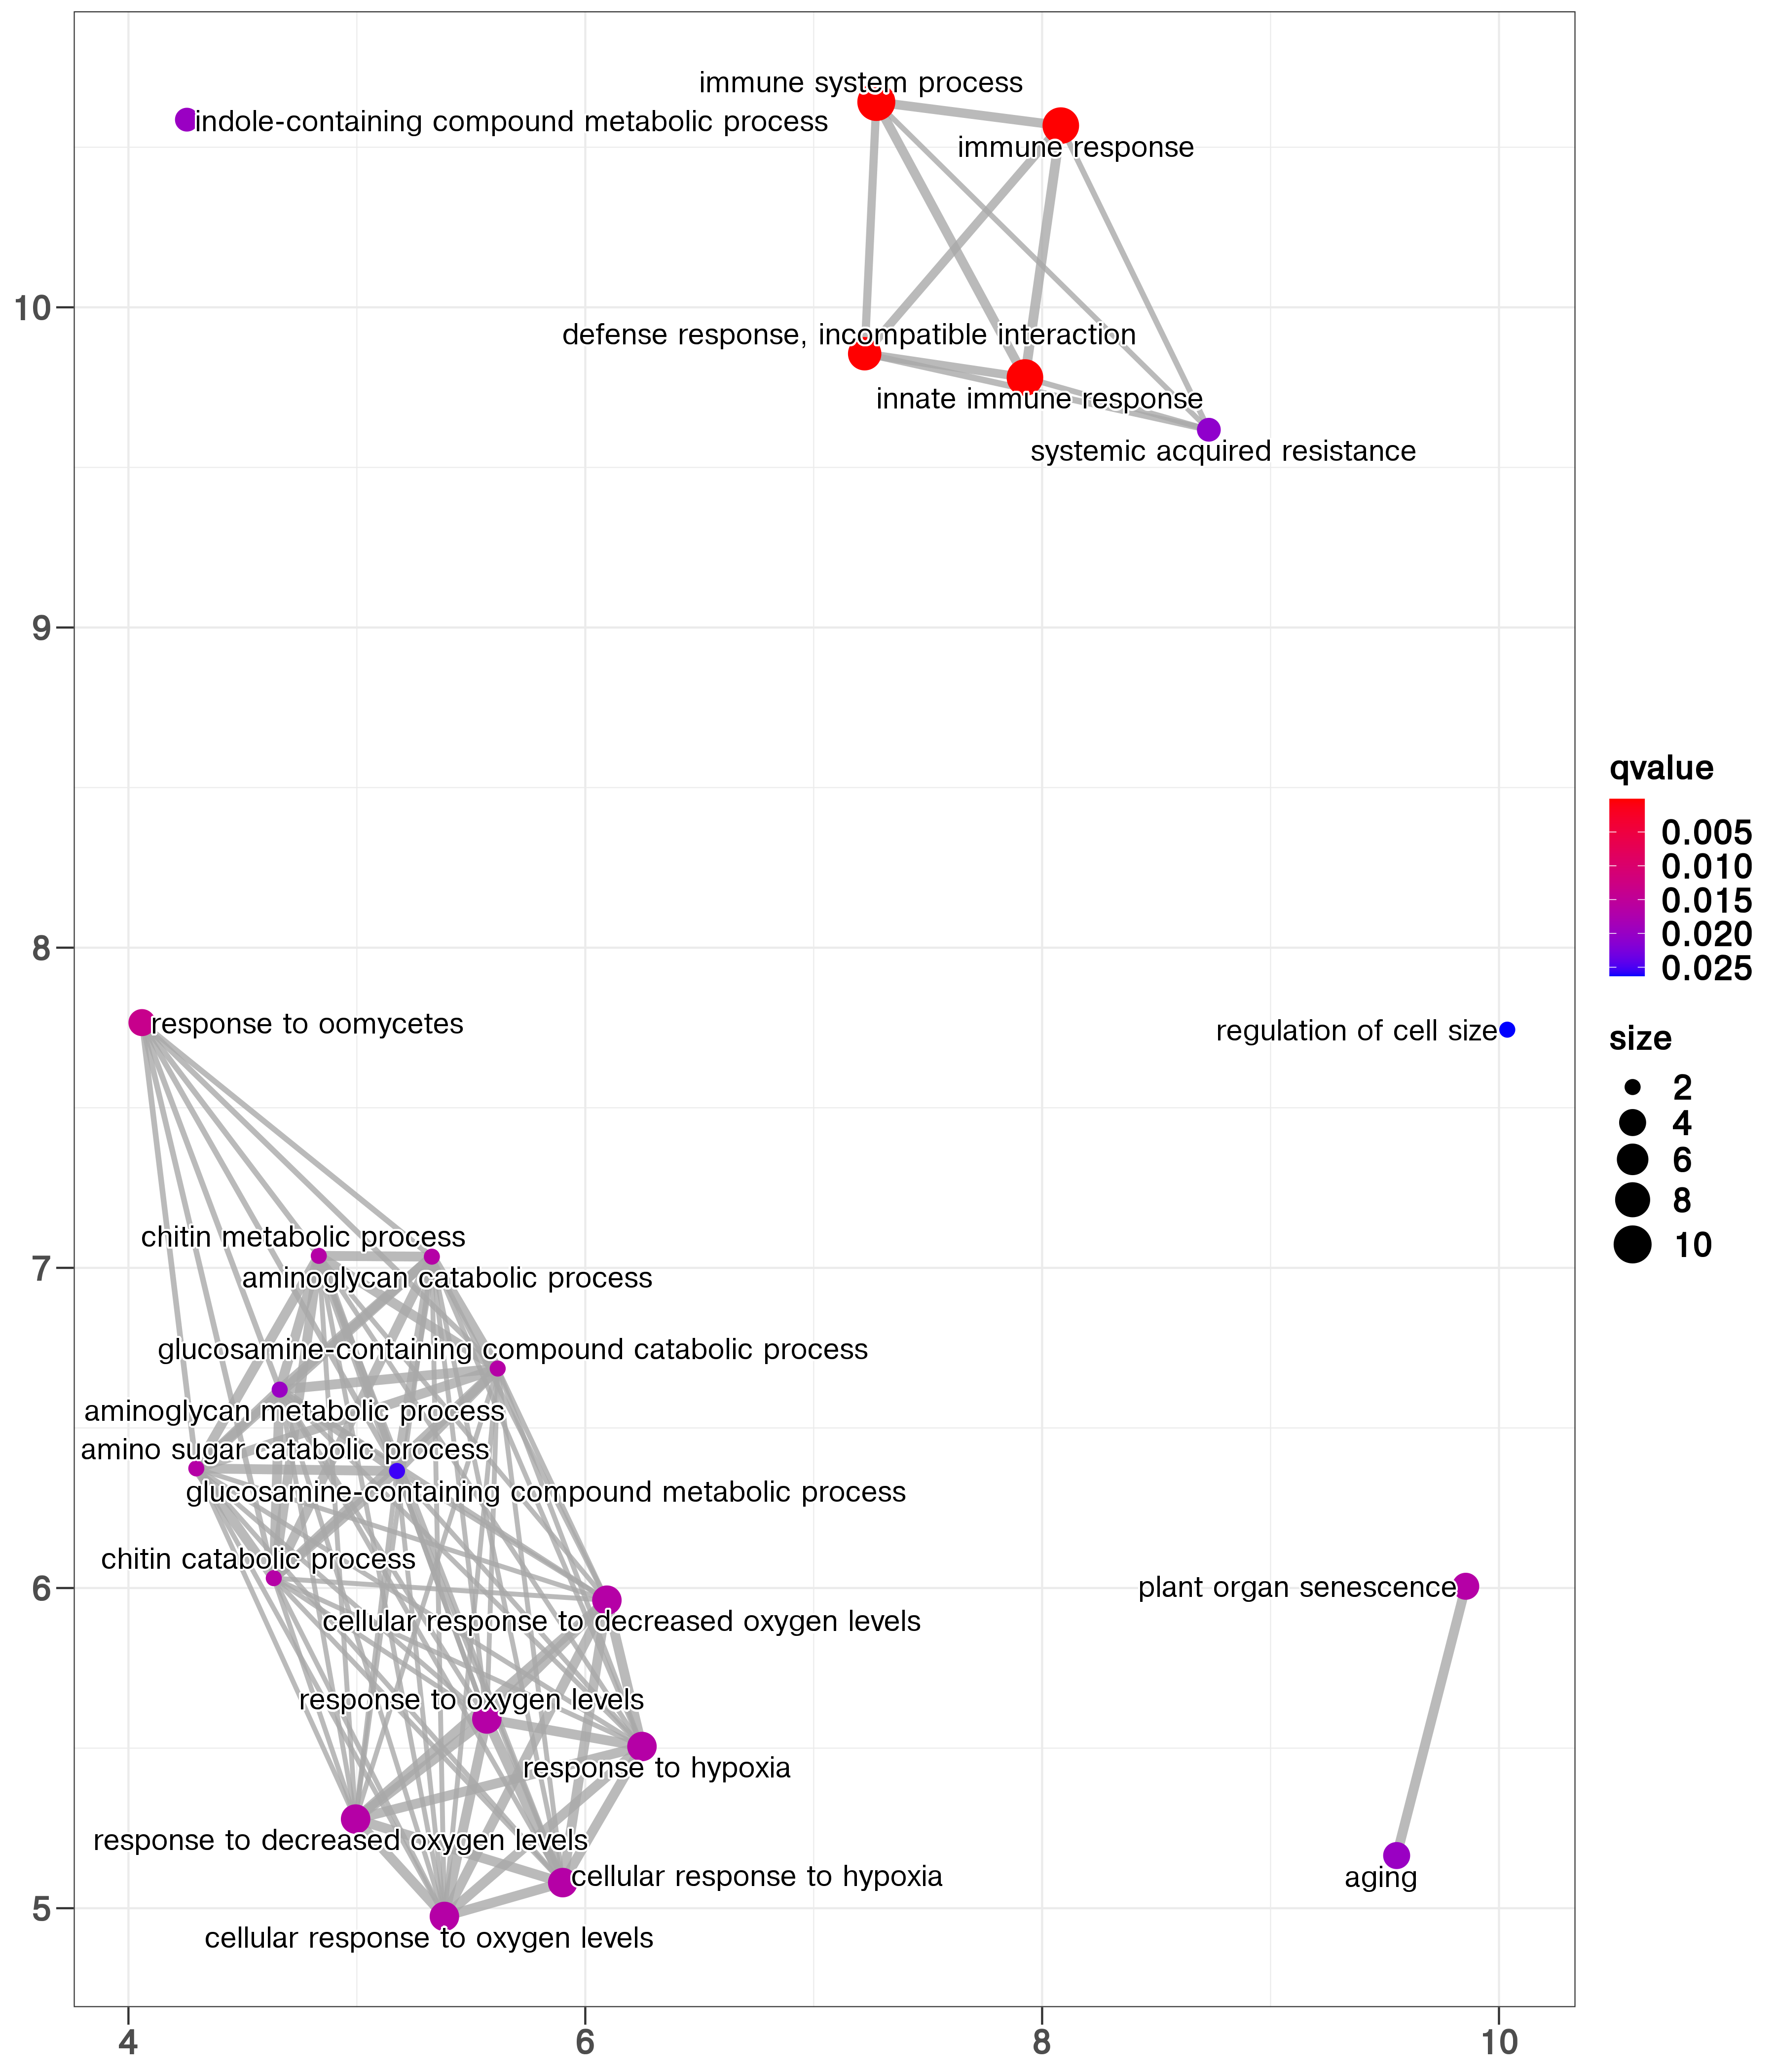 immune system process
indole-containing compound metabolic process
immune response
10
defense response, incompatible interaction
innate immune response
systemic acquired resistance
9
8
response to oomycetes
regulation of cell size
chitin metabolic process
7
aminoglycan catabolic process
glucosamine-containing compound catabolic process
aminoglycan metabolic process
amino sugar catabolic process
glucosamine-containing compound metabolic process
chitin catabolic process
6
plant organ senescence
cellular response to decreased oxygen levels
response to oxygen levels
response to hypoxia
response to decreased oxygen levels
cellular response to hypoxia
aging
5
cellular response to oxygen levels
4 6 8 10
qvalue
0.005
0.010
0.015
0.020
0.025
size
2
4
6
8
10